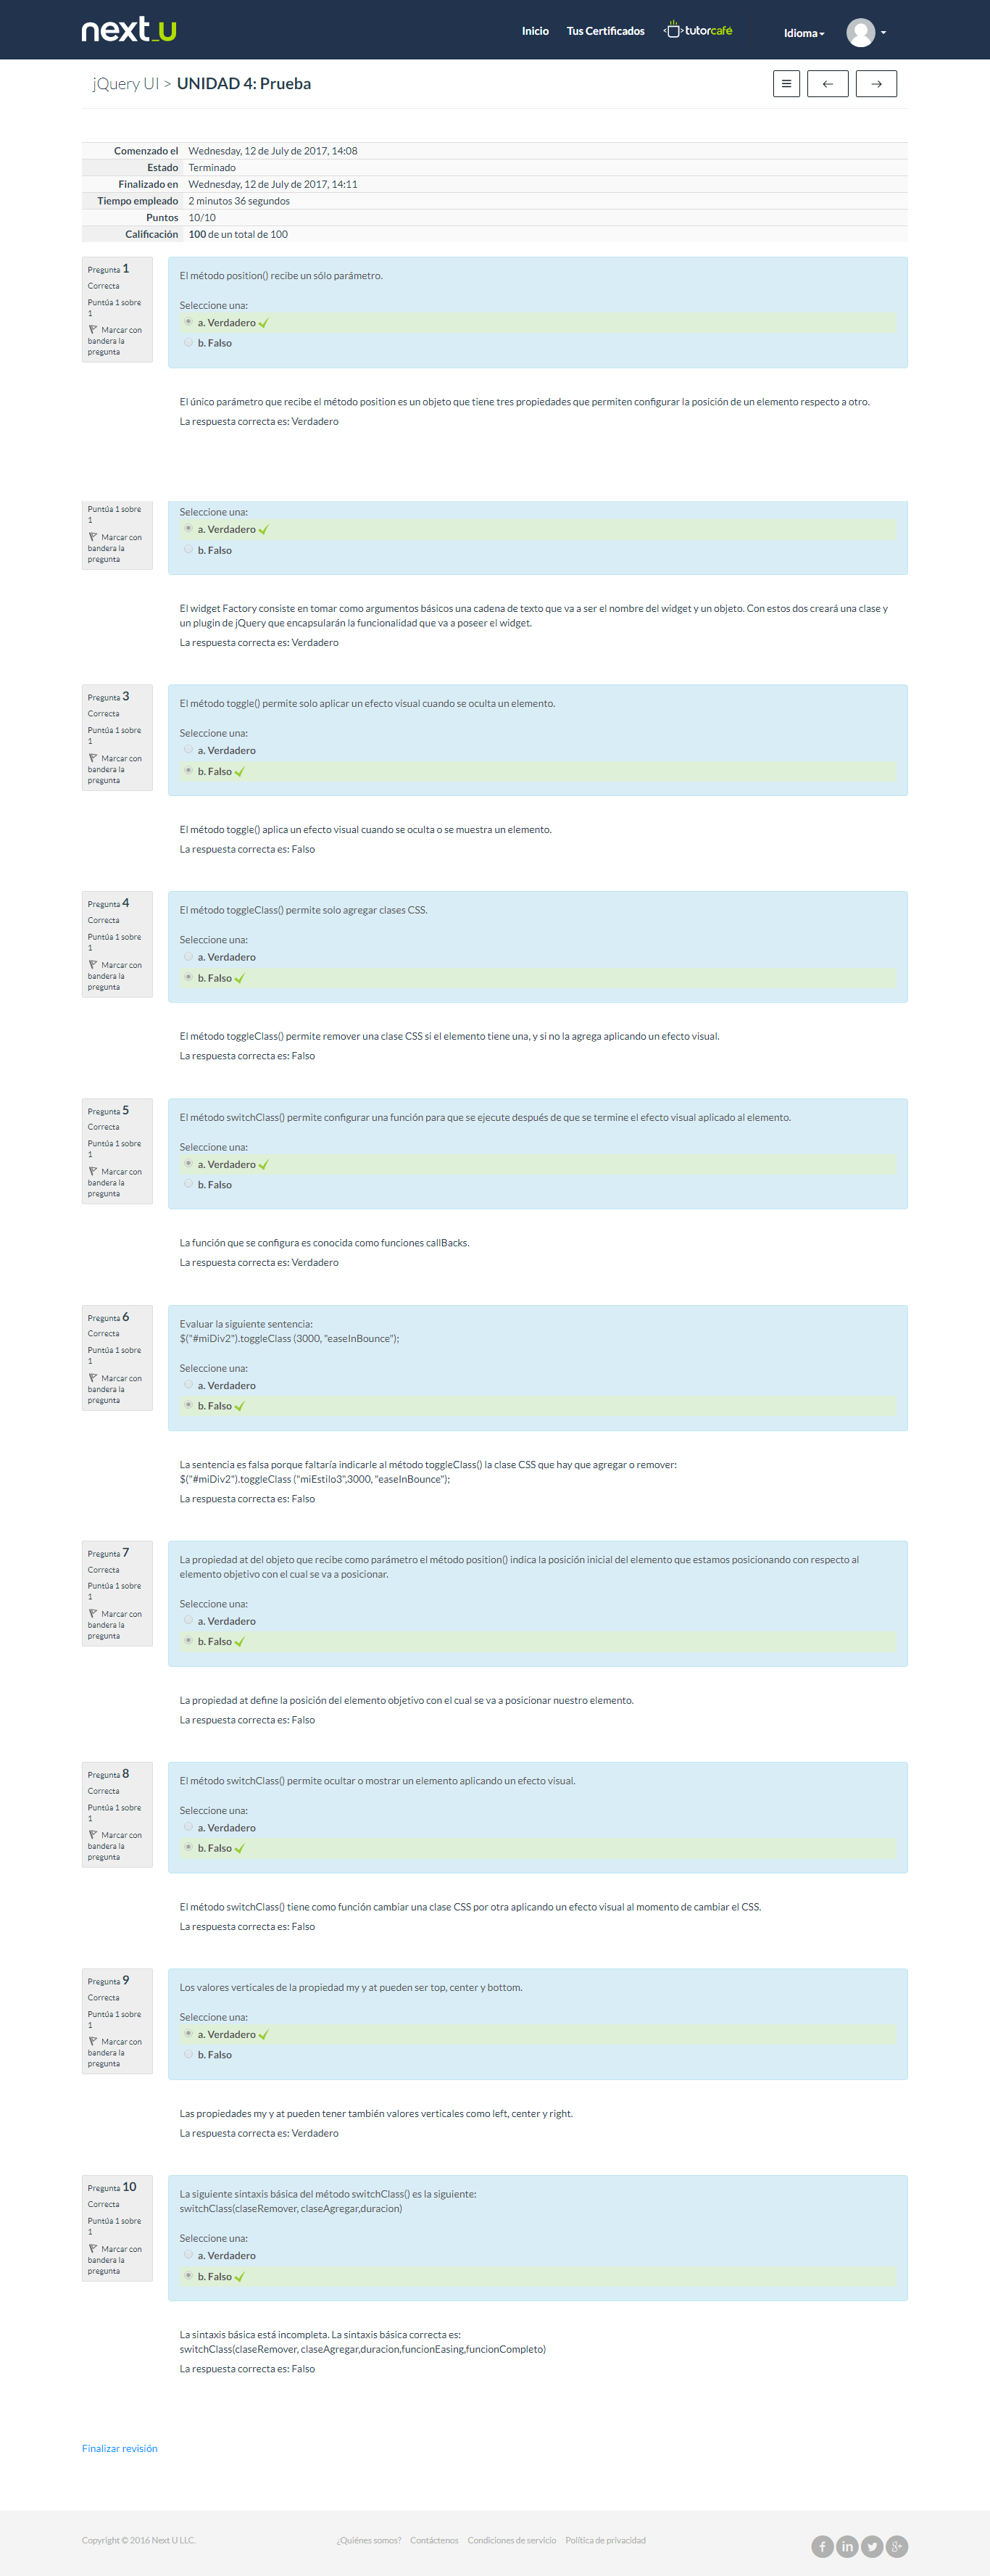 next_u
Inicio Tus Certificados tutorcafé Idioma
jQuery UI > UNIDAD 4: Prueba
Comenzado el Wednesday, 12 de July de 2017, 14:08
Estado Terminado
Finalizado en Wednesday, 12 de July de 2017, 14:11
Tiempo empleado 2 minutos 36 segundos
Puntos 10/10
Calificación 100 de un total de 100
Pregunta 1
Correcta
Puntúa 1 sobre
1
Marcar con
bandera la
pregunta
El método position() recibe un sólo parámetro.
Seleccione una:
a. Verdadero
b. Falso
El único parámetro que recibe el método position es un objeto que tiene tres propiedades que permiten configurar la posición de un elemento respecto a otro.
La respuesta correcta es: Verdadero
Puntúa 1 sobre
1
Marcar con
bandera la
pregunta
Seleccione una:
a. Verdadero
b. Falso
El widget Factory consiste en tomar como argumentos básicos una cadena de texto que va a ser el nombre del widget y un objeto. Con estos dos creará una clase y
un plugin de jQuery que encapsularán la funcionalidad que va a poseer el widget.
La respuesta correcta es: Verdadero
Pregunta 3
Correcta
Puntúa 1 sobre
1
Marcar con
bandera la
pregunta
El método toggle() permite solo aplicar un efecto visual cuando se oculta un elemento.
Seleccione una:
a. Verdadero
b. Falso
El método toggle() aplica un efecto visual cuando se oculta o se muestra un elemento.
La respuesta correcta es: Falso
Pregunta 4
Correcta
Puntúa 1 sobre
1
Marcar con
bandera la
pregunta
El método toggleClass() permite solo agregar clases CSS.
Seleccione una:
a. Verdadero
b. Falso
El método toggleClass() permite remover una clase CSS si el elemento tiene una, y si no la agrega aplicando un efecto visual.
La respuesta correcta es: Falso
Pregunta 5
Correcta
Puntúa 1 sobre
1
Marcar con
bandera la
pregunta
El método switchClass() permite configurar una función para que se ejecute después de que se termine el efecto visual aplicado al elemento.
Seleccione una:
a. Verdadero
b. Falso
La función que se configura es conocida como funciones callBacks.
La respuesta correcta es: Verdadero
Pregunta 6
Correcta
Puntúa 1 sobre
1
Marcar con
bandera la
pregunta
Evaluar la siguiente sentencia:
$("#miDiv2").toggleClass (3000, "easeInBounce");
Seleccione una:
a. Verdadero
b. Falso
La sentencia es falsa porque faltaría indicarle al método toggleClass() la clase CSS que hay que agregar o remover:
$("#miDiv2").toggleClass ("miEstilo3",3000, "easeInBounce");
La respuesta correcta es: Falso
Pregunta 7
Correcta
Puntúa 1 sobre
1
Marcar con
bandera la
pregunta
La propiedad at del objeto que recibe como parámetro el método position() indica la posición inicial del elemento que estamos posicionando con respecto al
elemento objetivo con el cual se va a posicionar.
Seleccione una:
a. Verdadero
b. Falso
La propiedad at define la posición del elemento objetivo con el cual se va a posicionar nuestro elemento.
La respuesta correcta es: Falso
Pregunta 8
Correcta
Puntúa 1 sobre
1
Marcar con
bandera la
pregunta
El método switchClass() permite ocultar o mostrar un elemento aplicando un efecto visual.
Seleccione una:
a. Verdadero
b. Falso
El método switchClass() tiene como función cambiar una clase CSS por otra aplicando un efecto visual al momento de cambiar el CSS.
La respuesta correcta es: Falso
Pregunta 9
Correcta
Puntúa 1 sobre
1
Marcar con
bandera la
pregunta
Los valores verticales de la propiedad my y at pueden ser top, center y bottom.
Seleccione una:
a. Verdadero
b. Falso
Las propiedades my y at pueden tener también valores verticales como left, center y right.
La respuesta correcta es: Verdadero
Pregunta 10
Correcta
Puntúa 1 sobre
1
Marcar con
bandera la
pregunta
La siguiente sintaxis básica del método switchClass() es la siguiente:
switchClass(claseRemover, claseAgregar,duracion)
Seleccione una:
a. Verdadero
b. Falso
La sintaxis básica está incompleta. La sintaxis básica correcta es:
switchClass(claseRemover, claseAgregar,duracion,funcionEasing,funcionCompleto)
La respuesta correcta es: Falso
Finalizar revisión
Copyright © 2016 Next U LLC. ¿Quiénes somos? Contáctenos Condiciones de servicio Política de privacidad